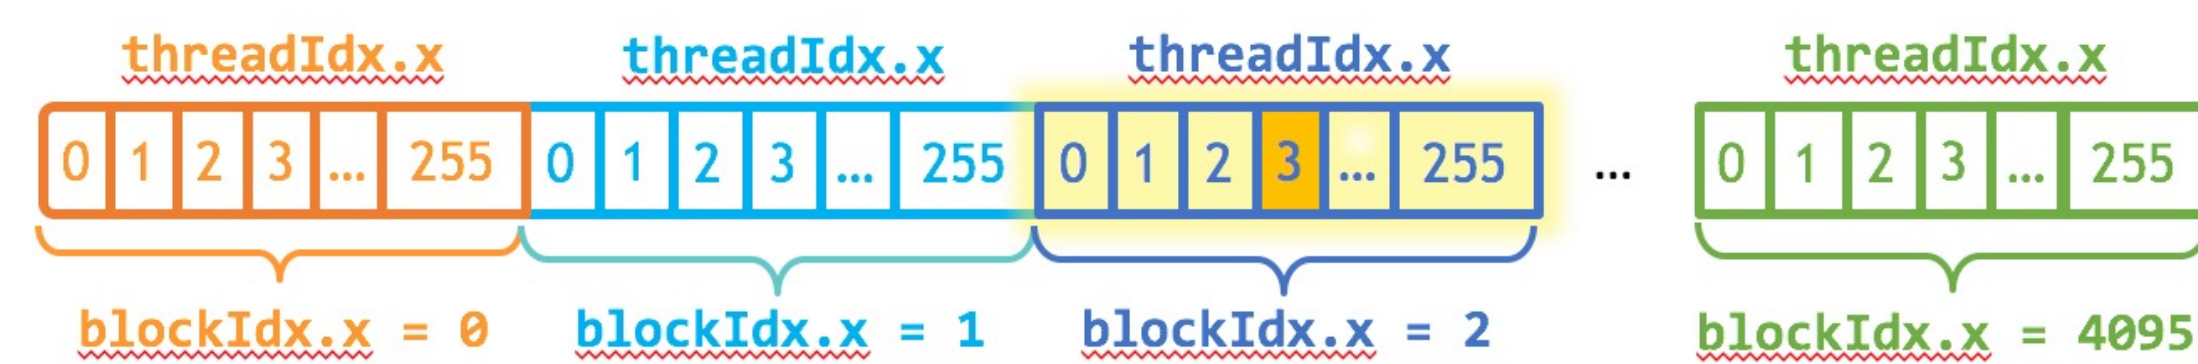 threadIdx.x threadIdx.x threadIdx.x threadIdx.x
0 1 2 3 ... 255 0 1 2 3 ... 255 0 1 2 3 ... 255 ... 0 1 2 3 ... 255
blockIdx.x = 0 blockIdx.x = 1 blockIdx.x = 2 blockIdx.x = 4095